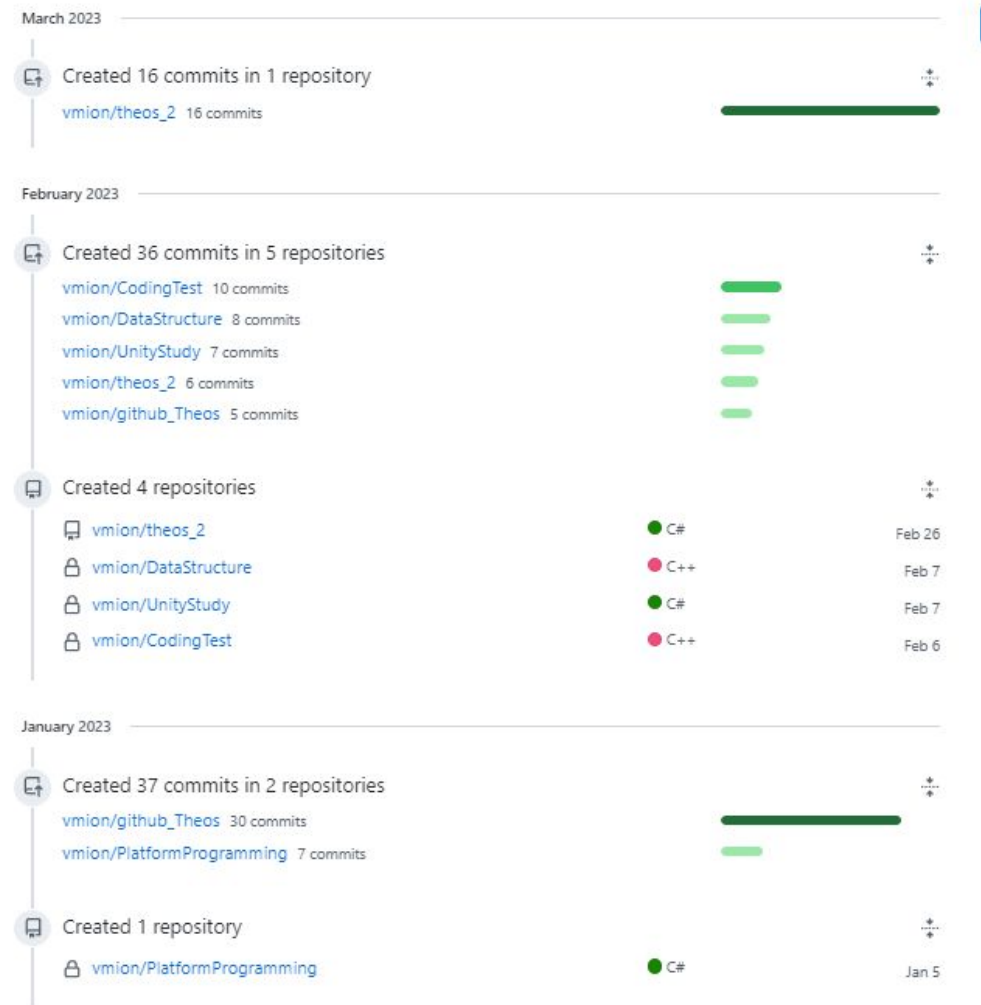 March 2023
Created 16 commits in 1 repository
vmion/theos_2 16 commits
February 2023
Created 36 commits in 5 repositories
vmion/CodingTest 10 commits
vmion/DataStructure 8 commits
vmion/UnityStudy 7 commits
vmion/theos_2 6 commits
vmion/github_Theos 5 commits
Created 4 repositories
vmion/theos_2 C# Feb 26
vmion/DataStructure C++ Feb 7
vmion/UnityStudy C# Feb 7
vmion/CodingTest C++ Feb 6
January 2023
Created 37 commits in 2 repositories
vmion/github_Theos 30 commits
vmion/PlatformProgramming 7 commits
Created 1 repository
vmion/PlatformProgramming C# Jan 5